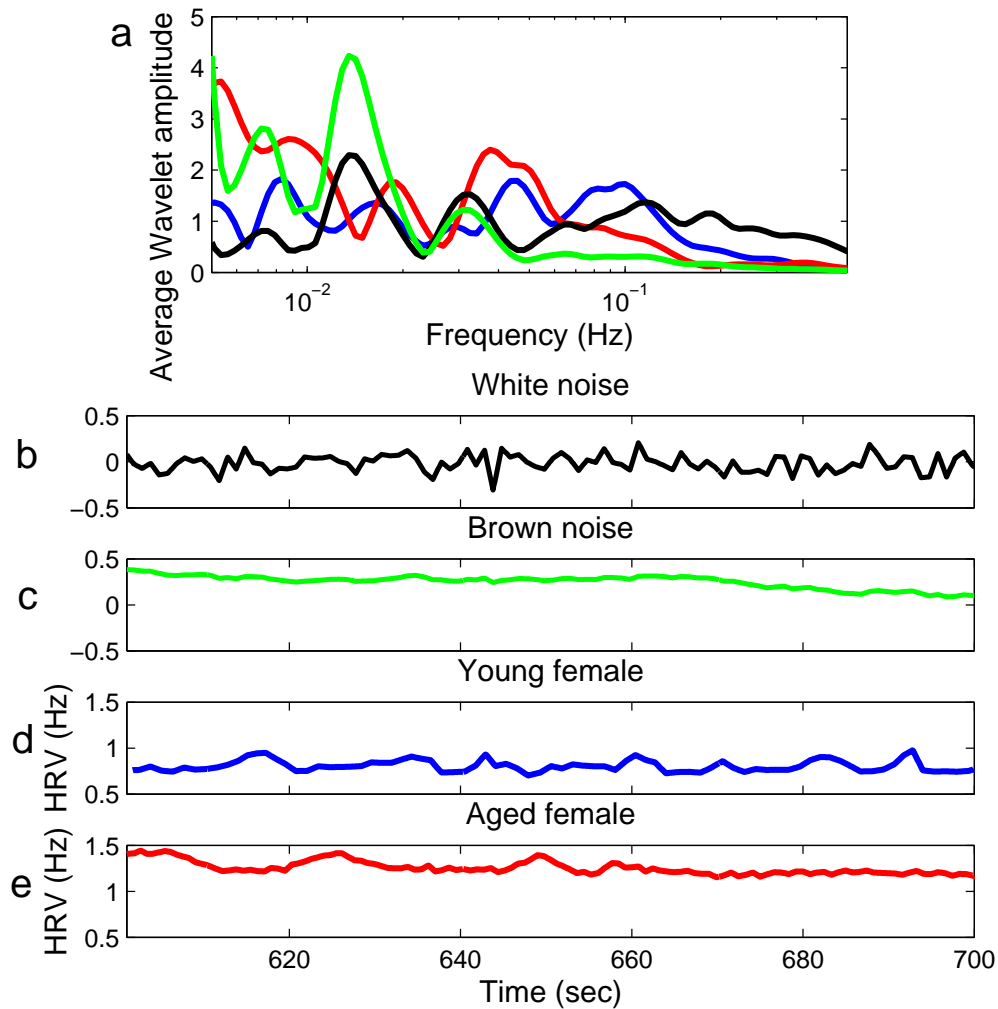 a
Average Wavelet amplitude
5
4
3
2
1
0
10−2
10−1
Frequency (Hz)
White noise
b
0.5
0
−0.5
Brown noise
c
0.5
0
−0.5
Young female
d
HRV (Hz)
1.5
1
0.5
Aged female
e
HRV (Hz)
1.5
1
0.5
620
640
660
680
700
Time (sec)